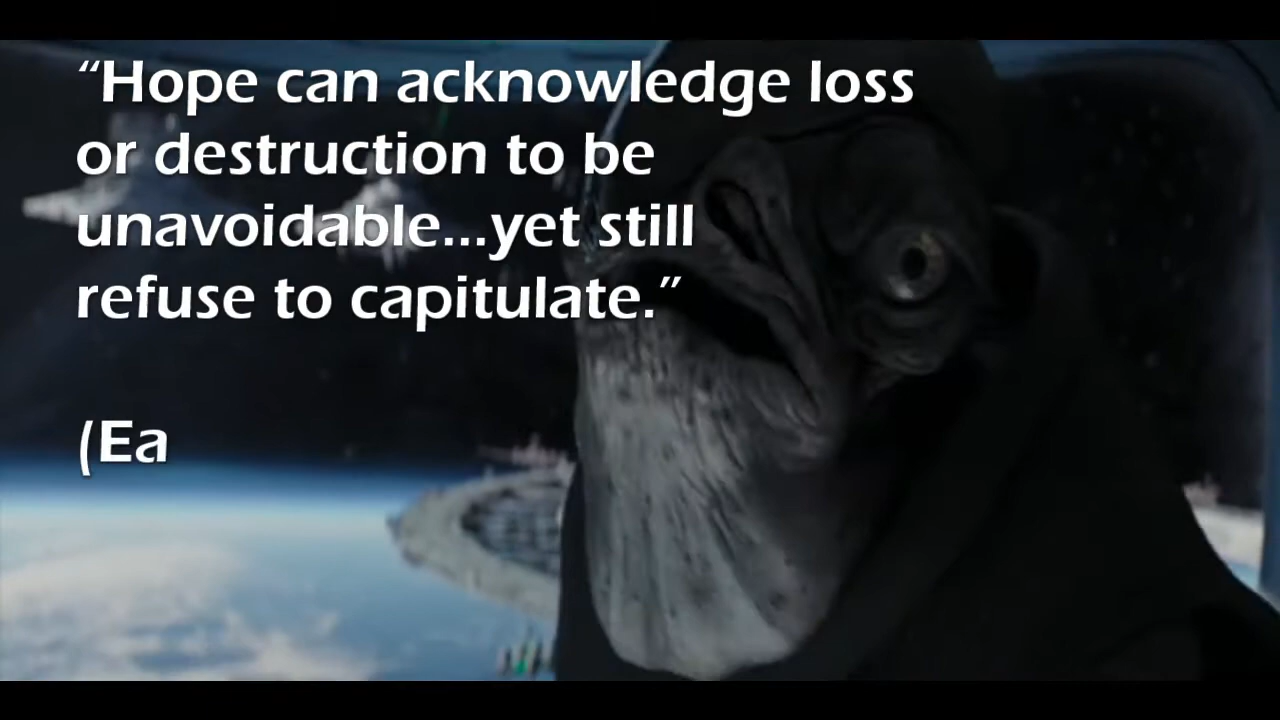 “Hope can acknowledge loss
or destruction to be
unavoidable...yet still
refuse to capitulate.”
(Ea